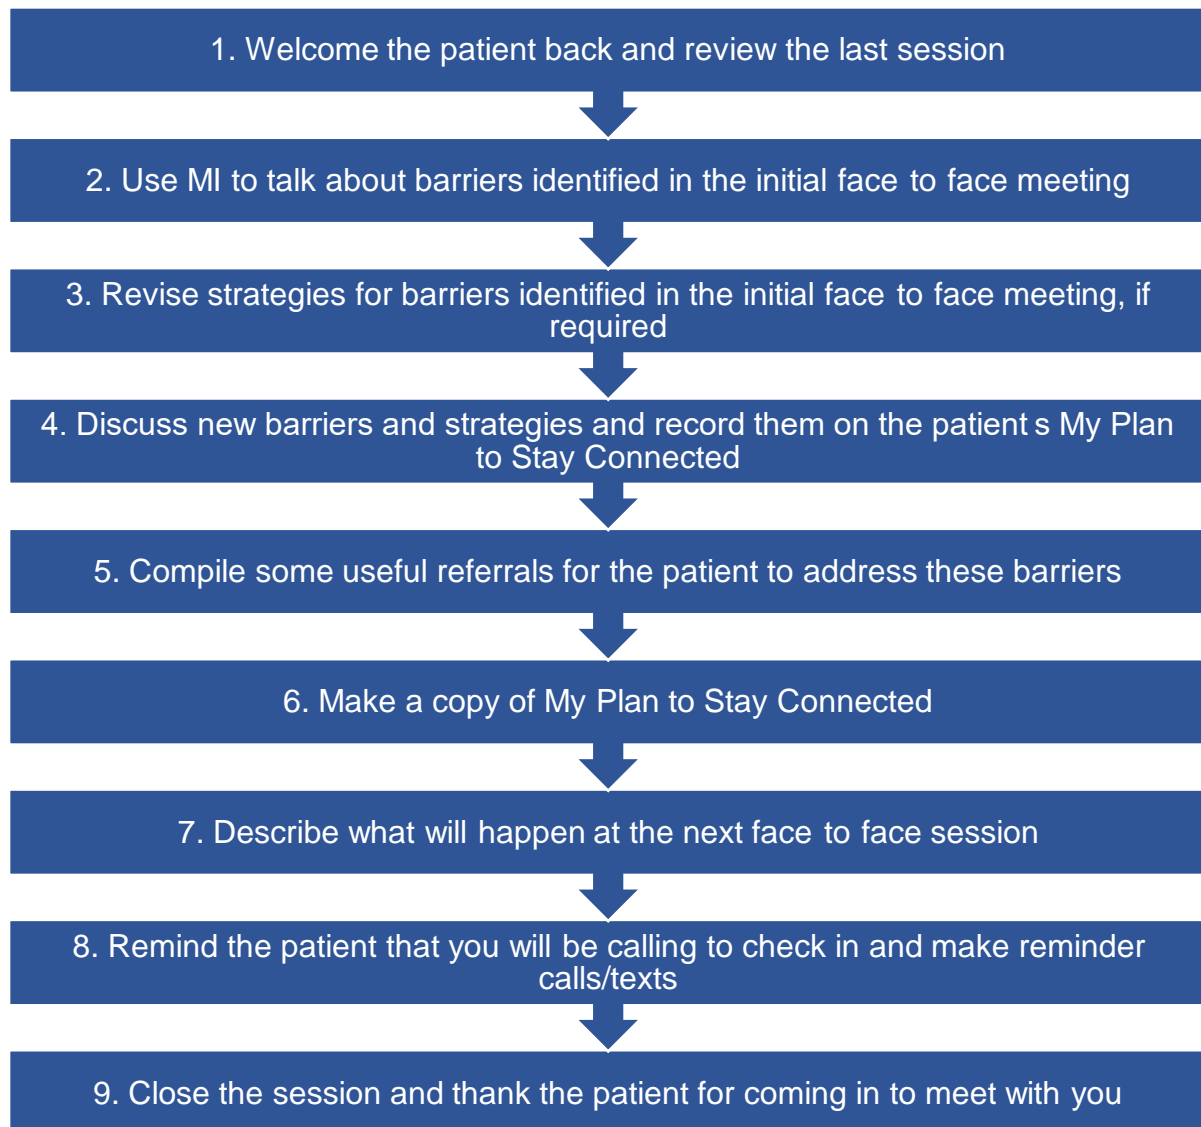 1. Welcome the patient back and review the last session
2. Use MI to talk about barriers identified in the initial face to face meeting
3. Revise strategies for barriers identified in the initial face to face meeting, if
required
4. Discuss new barriers and strategies and record them on the patient s My Plan
to Stay Connected
5. Compile some useful referrals for the patient to address these barriers
6. Make a copy of My Plan to Stay Connected
7. Describe what will happen at the next face to face session
8. Remind the patient that you will be calling to check in and make reminder
calls/texts
9. Close the session and thank the patient for coming in to meet with you